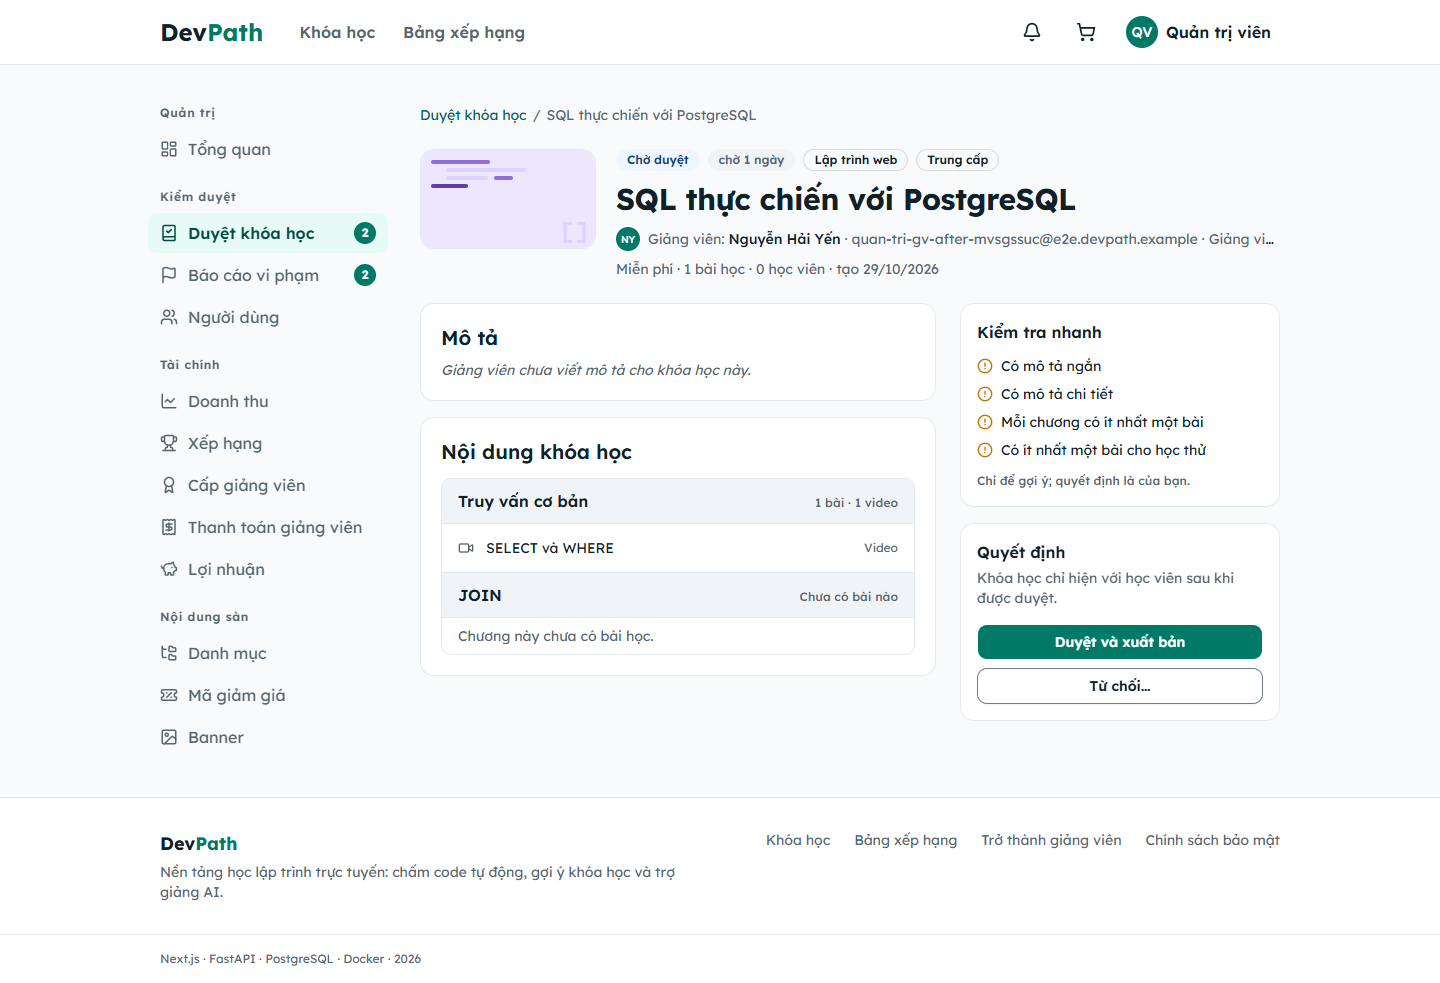 DevPath
Khóa học
Bảng xếp hạng
QV
Quản trị viên
Quản trị
Tổng quan
Kiểm duyệt
Duyệt khóa học
2
Báo cáo vi phạm
2
Người dùng
Tài chính
Doanh thu
Xếp hạng
Cấp giảng viên
Thanh toán giảng viên
Lợi nhuận
Nội dung sàn
Danh mục
Mã giảm giá
Banner
Duyệt khóa học / SQL thực chiến với PostgreSQL
Chờ duyệt
chờ 1 ngày
Lập trình web
Trung cấp
SQL thực chiến với PostgreSQL
NY
Giảng viên: Nguyễn Hải Yến · quan-tri-gv-after-mvsgssuc@e2e.devpath.example · Giảng vi...
Miễn phí · 1 bài học · 0 học viên · tạo 29/10/2026
Mô tả
Giảng viên chưa viết mô tả cho khóa học này.
Nội dung khóa học
Truy vấn cơ bản
1 bài · 1 video
SELECT và WHERE
Video
JOIN
Chưa có bài nào
Chương này chưa có bài học.
Kiểm tra nhanh
Có mô tả ngắn
Có mô tả chi tiết
Mỗi chương có ít nhất một bài
Có ít nhất một bài cho học thử
Chỉ để gợi ý; quyết định là của bạn.
Quyết định
Khóa học chỉ hiện với học viên sau khi
được duyệt.
Duyệt và xuất bản
Từ chối...
DevPath
Nền tảng học lập trình trực tuyến: chấm code tự động, gợi ý khóa học và trợ
giảng AI.
Khóa học
Bảng xếp hạng
Trở thành giảng viên
Chính sách bảo mật
Next.js · FastAPI · PostgreSQL · Docker · 2026